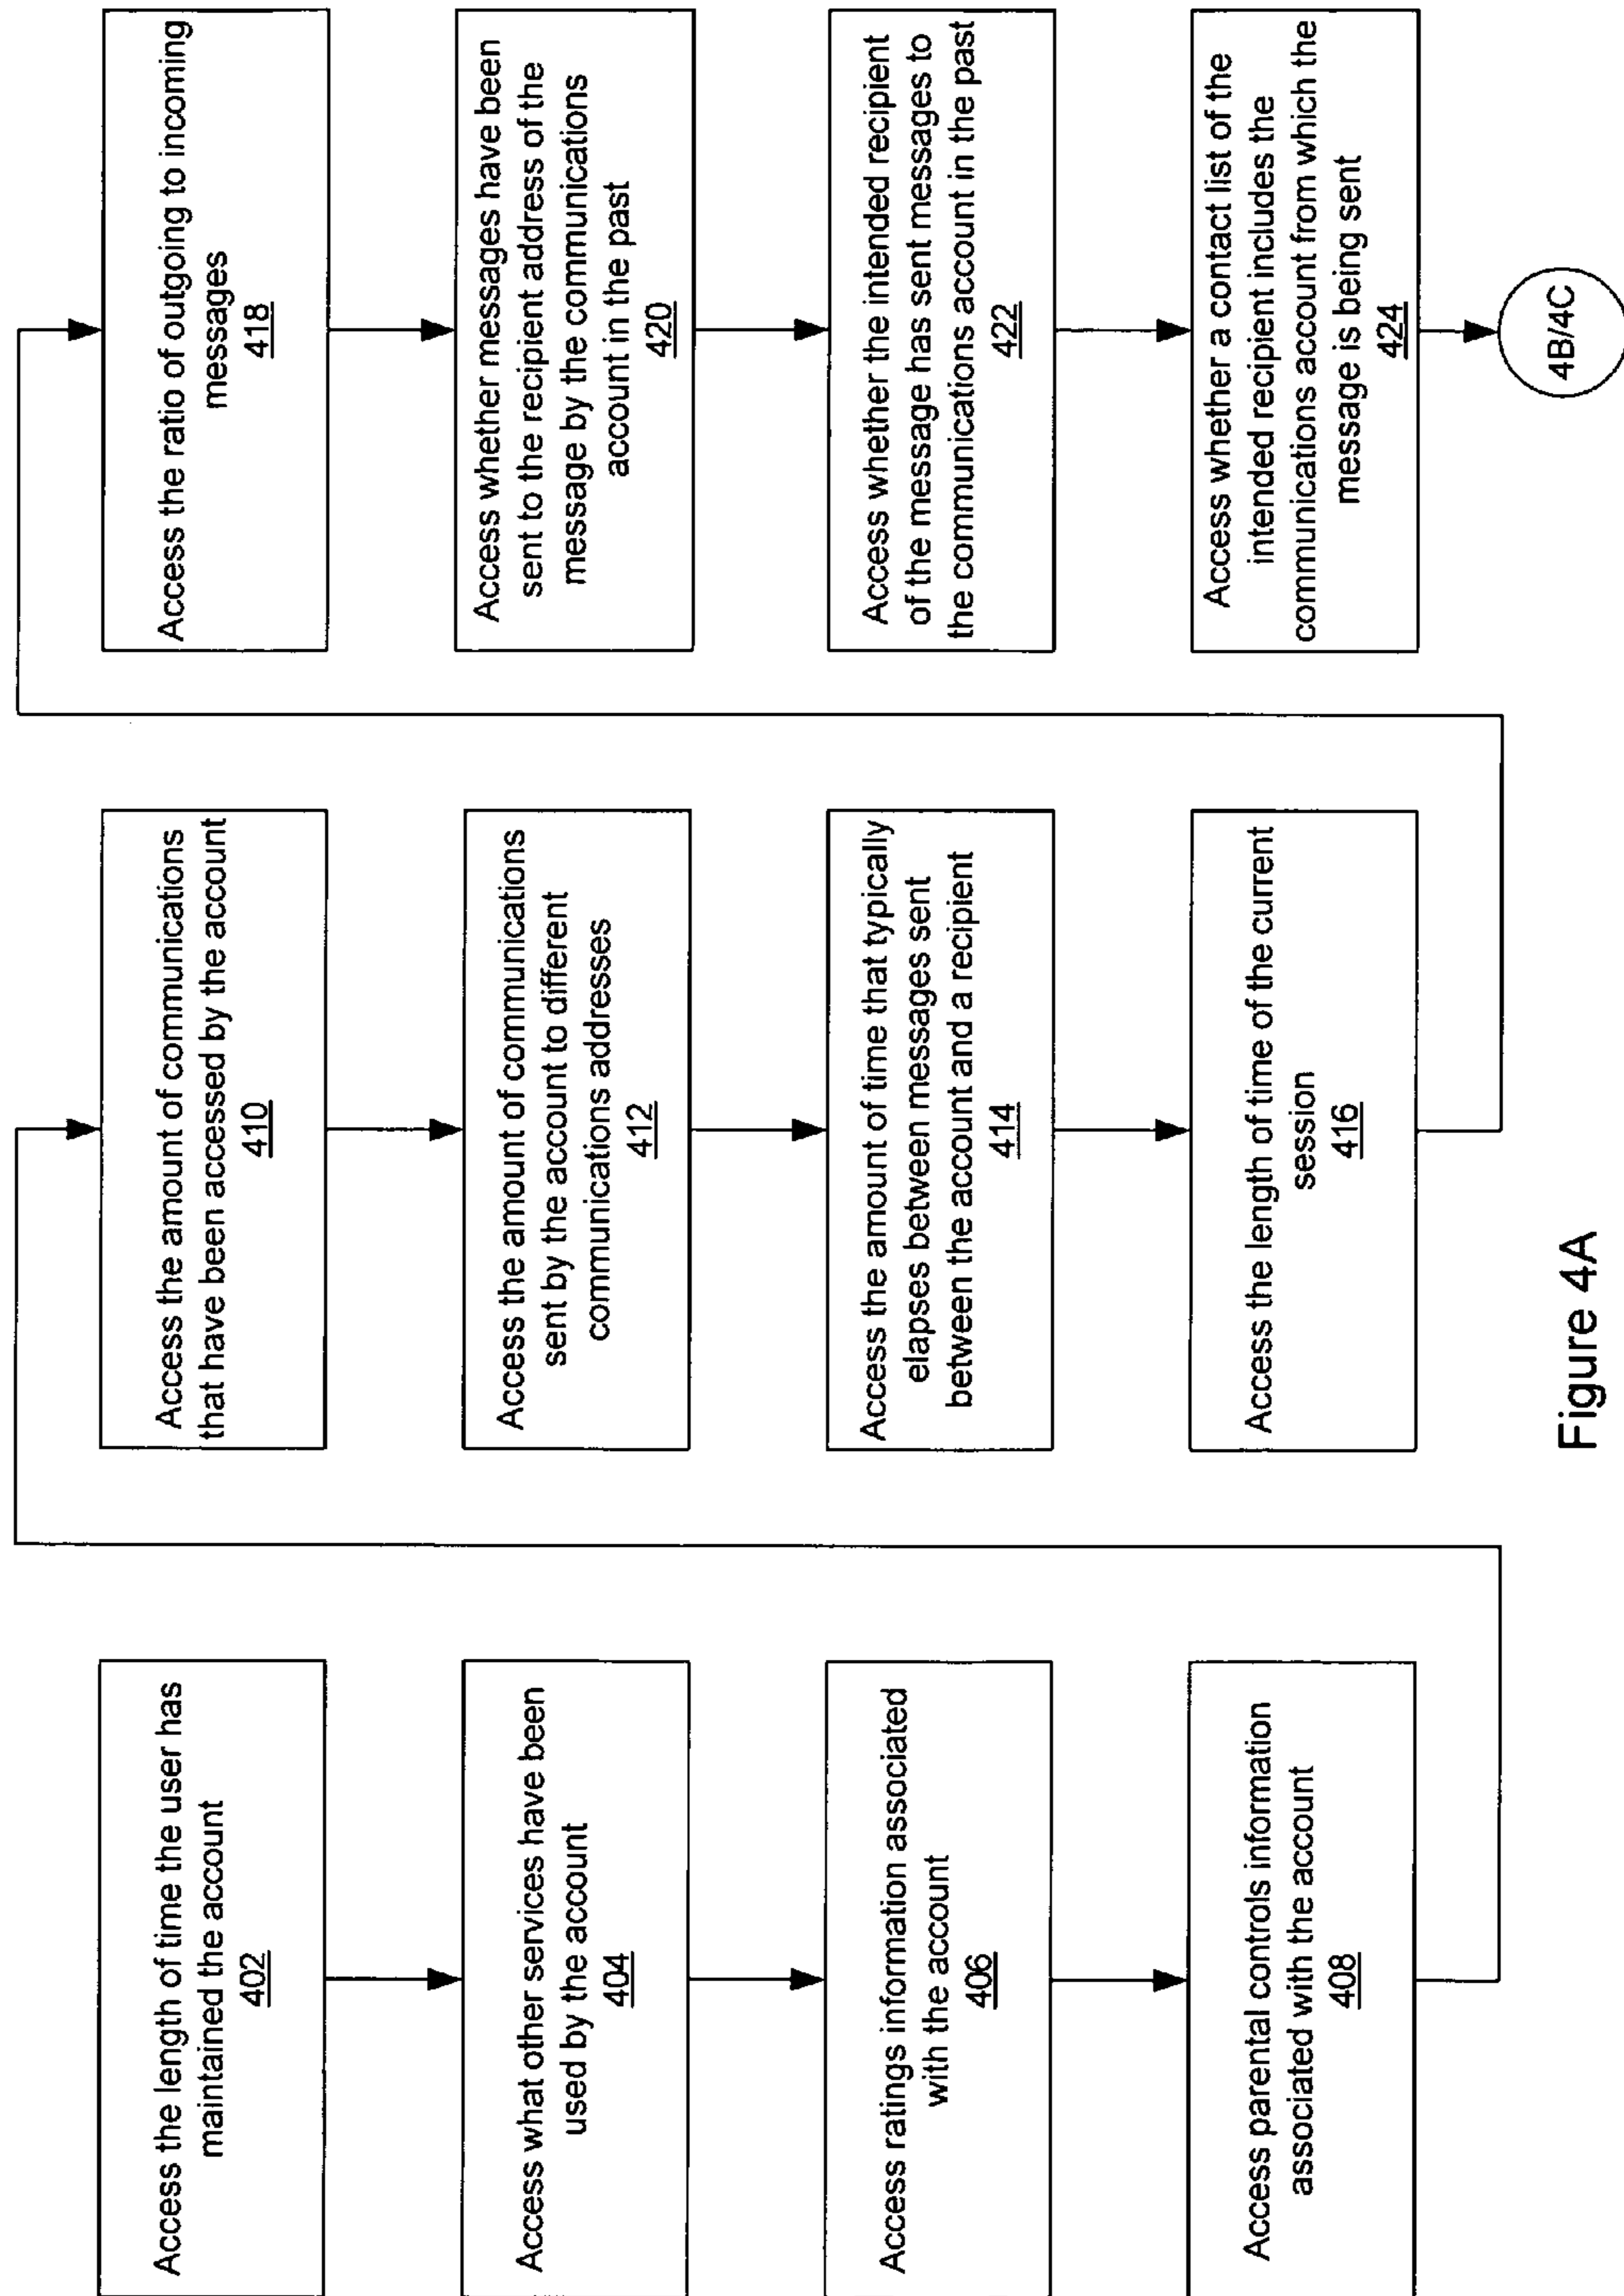 Access the length of time the user has
maintained the account
402
Access what other services have been
used by the account
404
Access ratings information associated
with the account
406
Access parental controls information
associated with the account
408
Access the amount of communications
that have been accessed by the account
410
Access the amount of communications
sent by the account to different
communications addresses
412
Access the amount of time that typically
elapses between messages sent
between the account and a recipient
414
Access the length of time of the current
session
416
Access the ratio of outgoing to incoming
messages
418
Access whether messages have been
sent to the recipient address of the
message by the communications
account in the past
420
Access whether the intended recipient
of the message has sent messages to
the communications account in the past
422
Access whether a contact list of the
intended recipient includes the
communications account from which the
message is being sent
424
4B/4C
Figure 4A